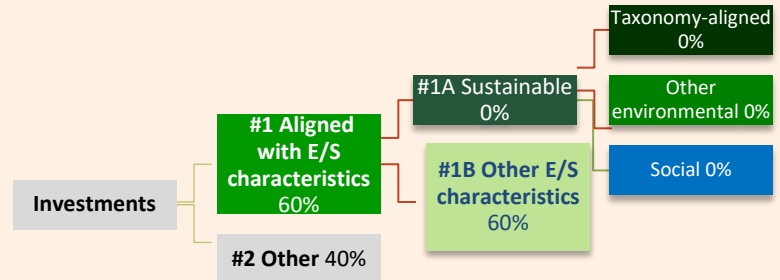 Taxonomy-aligned
0%
#1A Sustainable
0%
Other
environmental 0%
#1 Aligned
with E/S
characteristics
60%
#1B Other E/S
characteristics
60%
Social 0%
Investments
#2 Other 40%